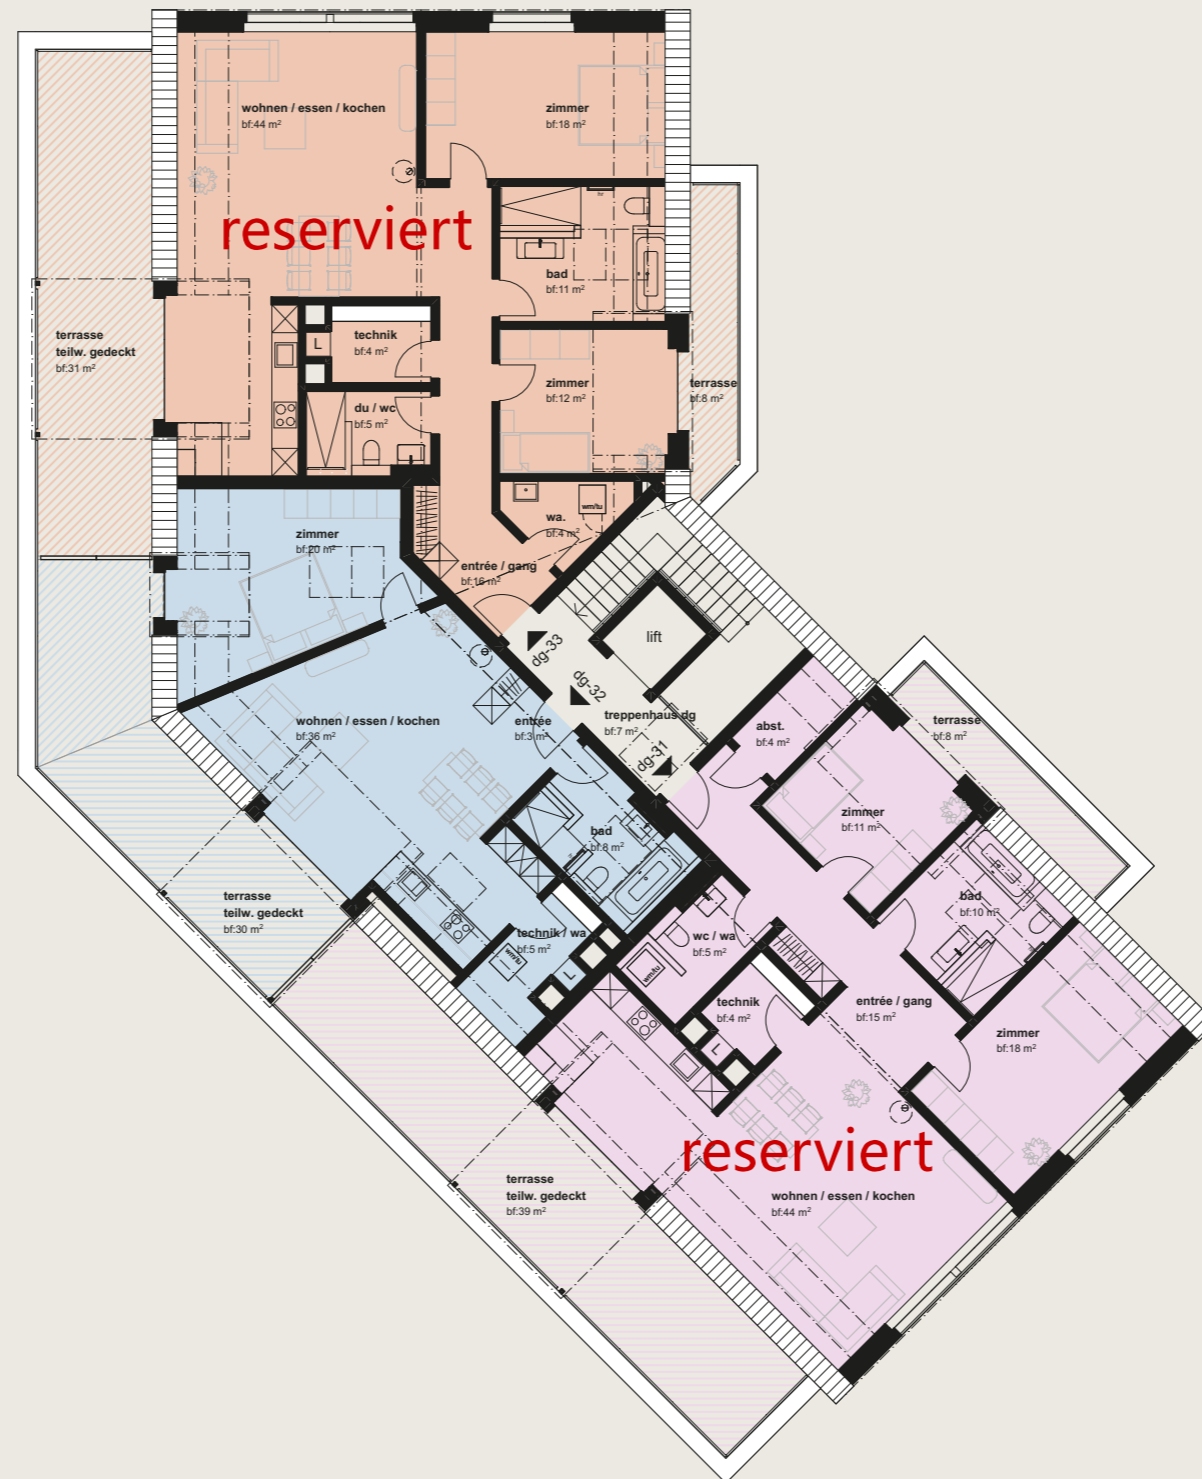 wohnen / essen / kochen
bf:44 m²
zimmer
bf:18 m²
reserviert
bad
bf:11 m²
terrasse
teilw. gedeckt
bf:31 m²
technik
bf:4 m²
L
zimmer
bf:12 m²
terrasse
bf:8 m²
du / wc
bf:5 m²
wa.
bf:4 m²
wm/tu
zimmer
bf:20 m²
entrée / gang
bf:16 m²
lift
dg-33
dg-32
dg-31
treppenhaus dg
bf:7 m²
wohnen / essen / kochen
bf:36 m²
entrée
bf:3 m²
abst.
bf:4 m²
terrasse
bf:8 m²
zimmer
bf:11 m²
bad
bf:8 m²
terrasse
teilw. gedeckt
bf:30 m²
technik / wa
bf:5 m²
wm/tu
L
wc / wa
bf:5 m²
wm/tu
bad
bf:10 m²
technik
bf:4 m²
L
entrée / gang
bf:15 m²
zimmer
bf:18 m²
reserviert
terrasse
teilw. gedeckt
bf:39 m²
wohnen / essen / kochen
bf:44 m²